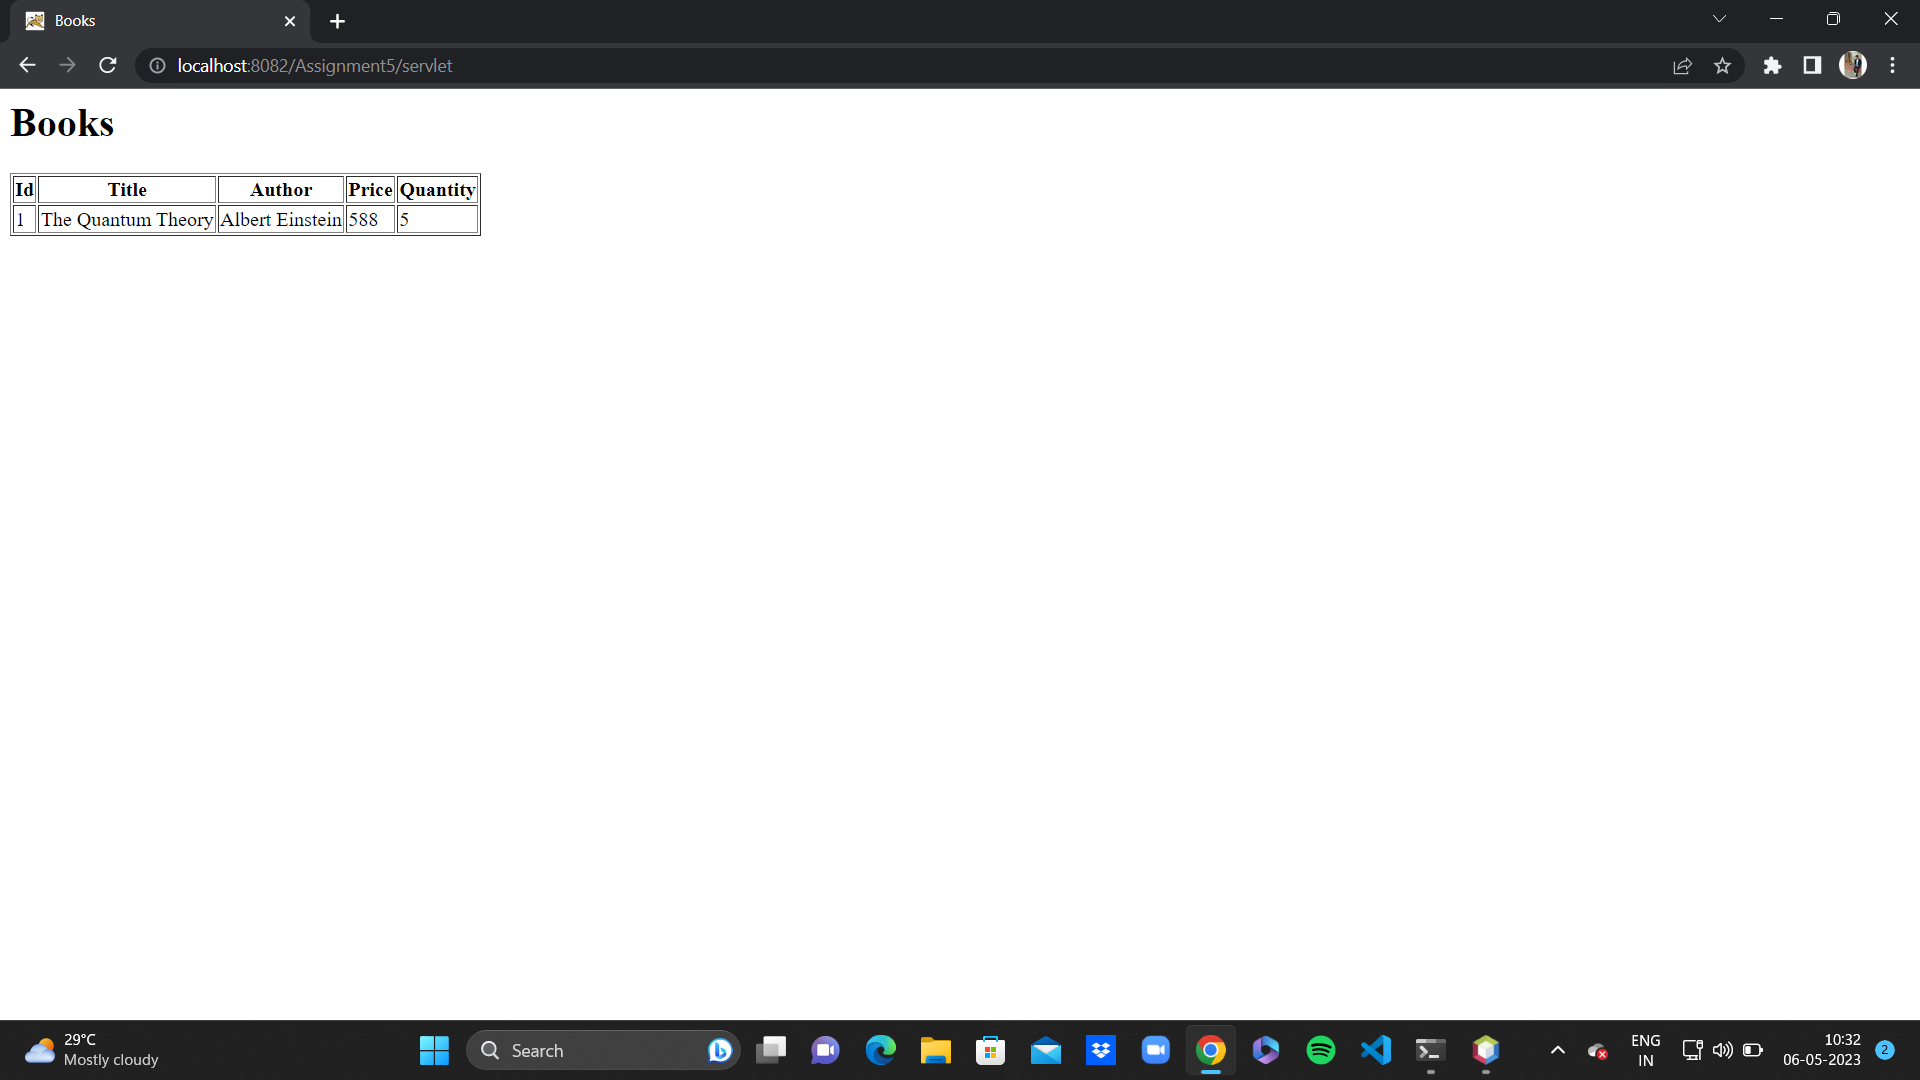 Books
localhost:8082/Assignment5/servlet
Books
Id Title Author Price Quantity
1 The Quantum Theory Albert Einstein 588 5
29°C
Mostly cloudy
Search
ENG
IN
10:32
06-05-2023
2